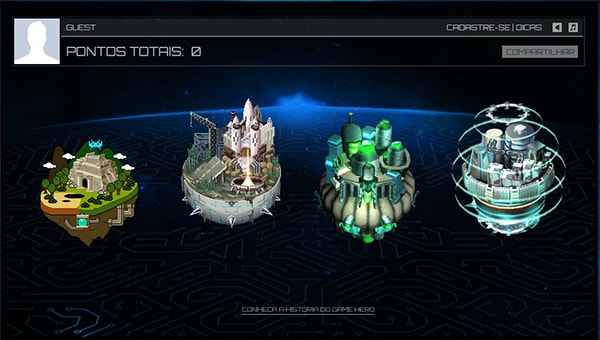 GUEST
CADASTRE-SE | DICAS
PONTOS TOTAIS: 0
COMPARTILHAR
CONHEÇA A HISTÓRIA DO GAME HERO